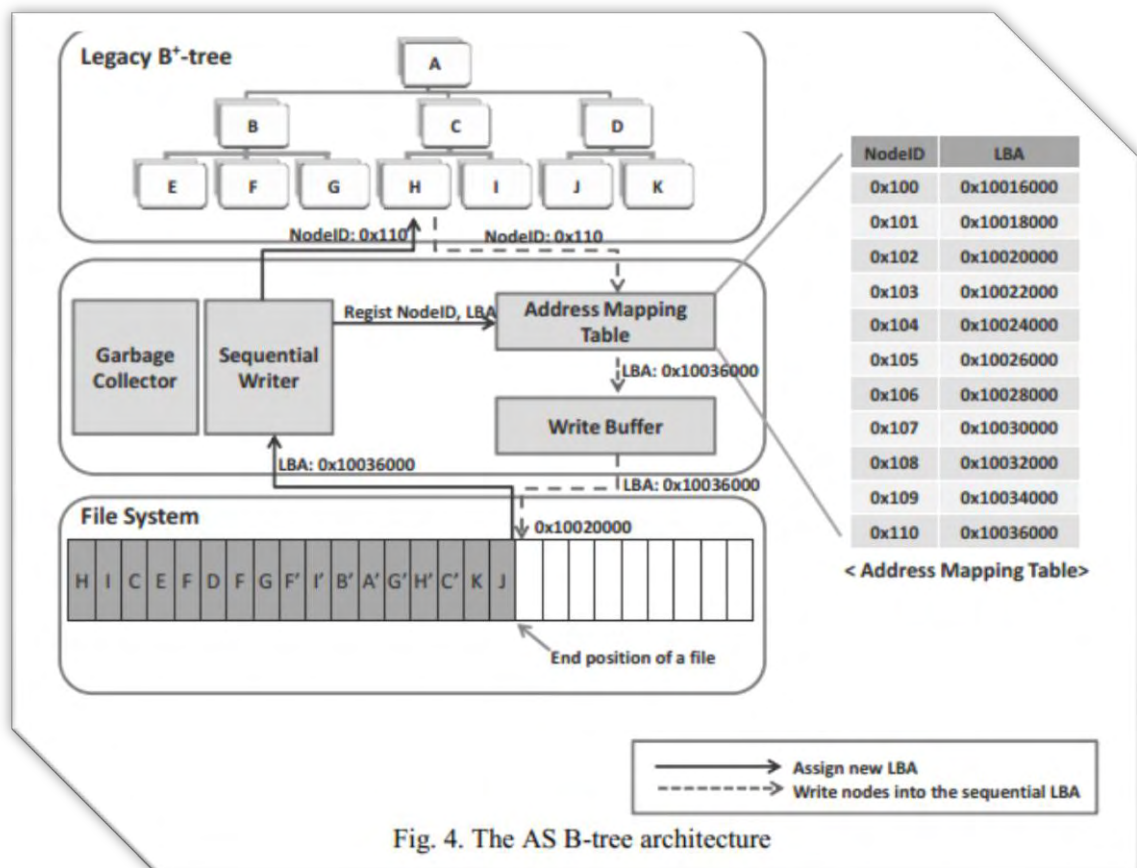 Legacy B+-tree
A
B C D
E F G H I J K
NodeID: 0x110 NodeID: 0x110
Garbage
Collector
Sequential
Writer
Regist NodeID, LBA
Address Mapping
Table
LBA: 0x10036000
Write Buffer
LBA: 0x10036000
LBA: 0x10036000
File System
0x10020000
H I C E F D F G F' I' B' A' G' H' C' K J
End position of a file
NodeID LBA
0x100 0x10016000
0x101 0x10018000
0x102 0x10020000
0x103 0x10022000
0x104 0x10024000
0x105 0x10026000
0x106 0x10028000
0x107 0x10030000
0x108 0x10032000
0x109 0x10034000
0x110 0x10036000
< Address Mapping Table>
Assign new LBA
Write nodes into the sequential LBA
Fig. 4. The AS B-tree architecture